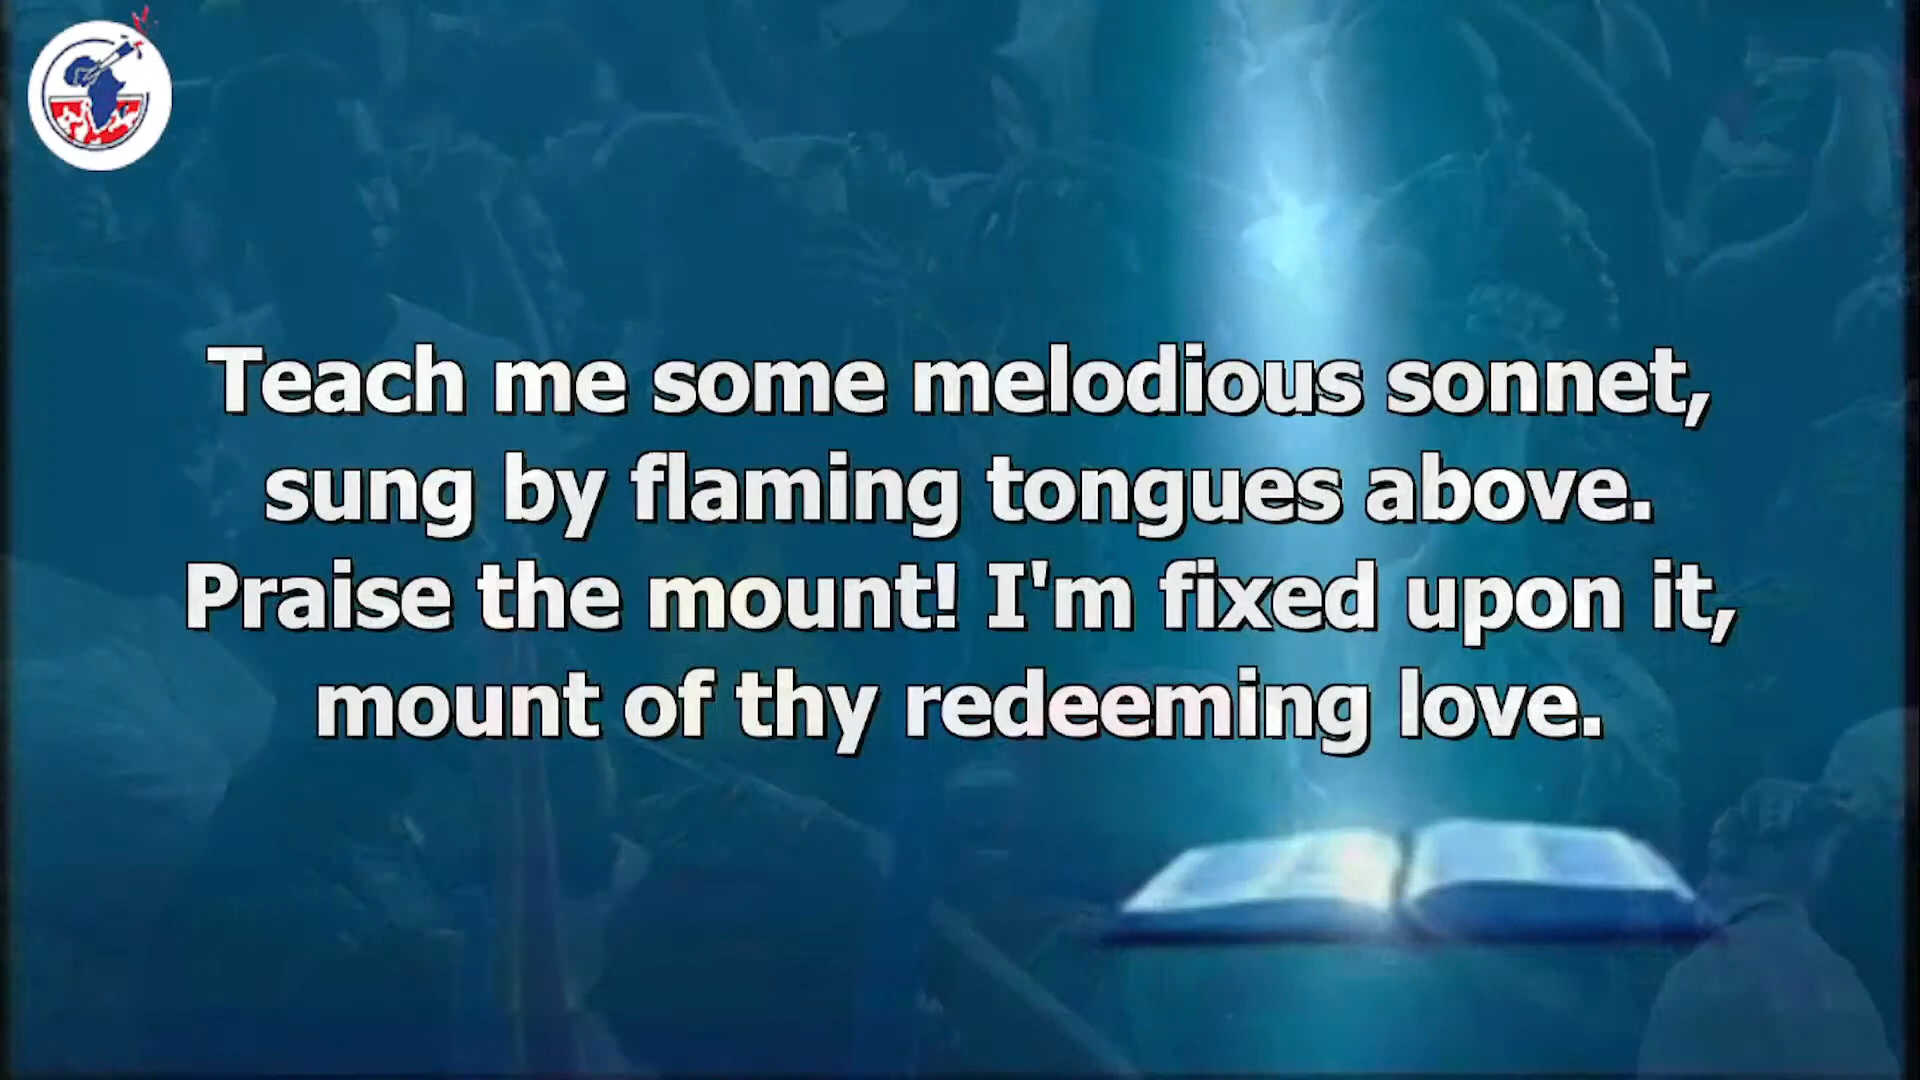 Teach me some melodious sonnet,
sung by flaming tongues above.
Praise the mount! I'm fixed upon it,
mount of thy redeeming love.